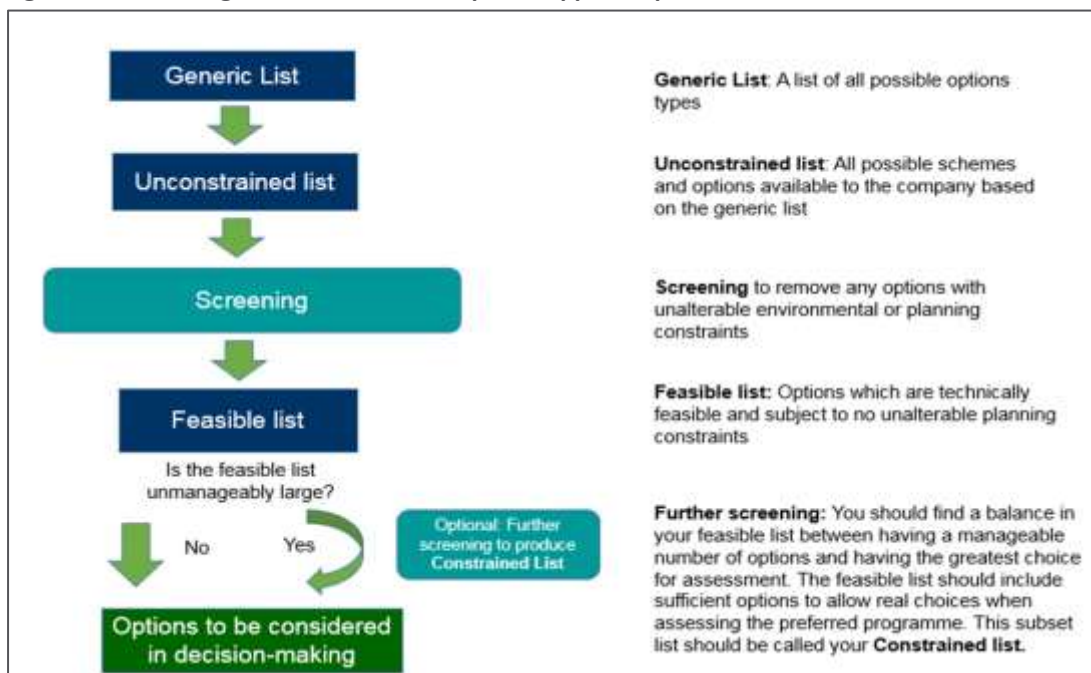 Generic List
Generic List: A list of all possible options
types
Unconstrained list
Unconstrained list: All possible schemes
and options available to the company based
on the generic list
Screening
Screening to remove any options with
unalterable environmental or planning
constraints
Feasible list
Feasible list: Options which are technically
feasible and subject to no unalterable planning
constraints
Is the feasible list
unmanageably large?
No
Yes
Optional: Further
screening to produce
Constrained List
Further screening: You should find a balance in
your feasible list between having a manageable
number of options and having the greatest choice
for assessment. The feasible list should include
sufficient options to allow real choices when
assessing the preferred programme. This subset
list should be called your Constrained list.
Options to be considered
in decision-making